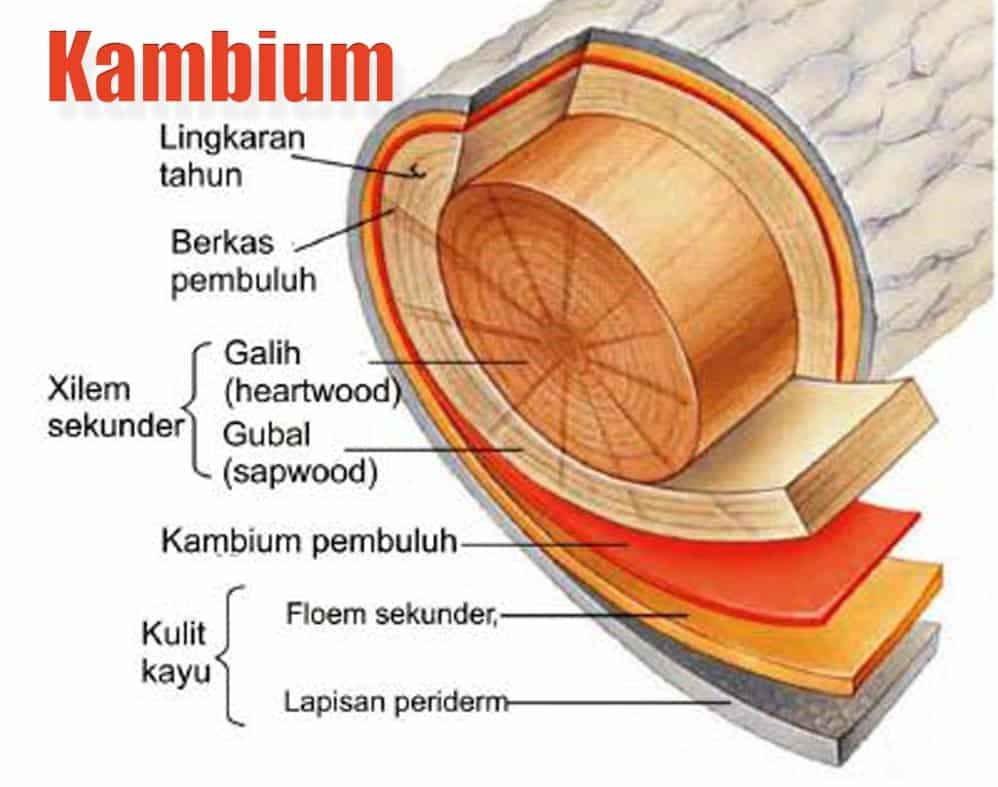 Kambium
Lingkaran
tahun
Berkas
pembuluh
Xilem
sekunder
Galih
(heartwood)
Gubal
(sapwood)
Kambium pembuluh
Kulit
kayu
Floem sekunder,
Lapisan periderm